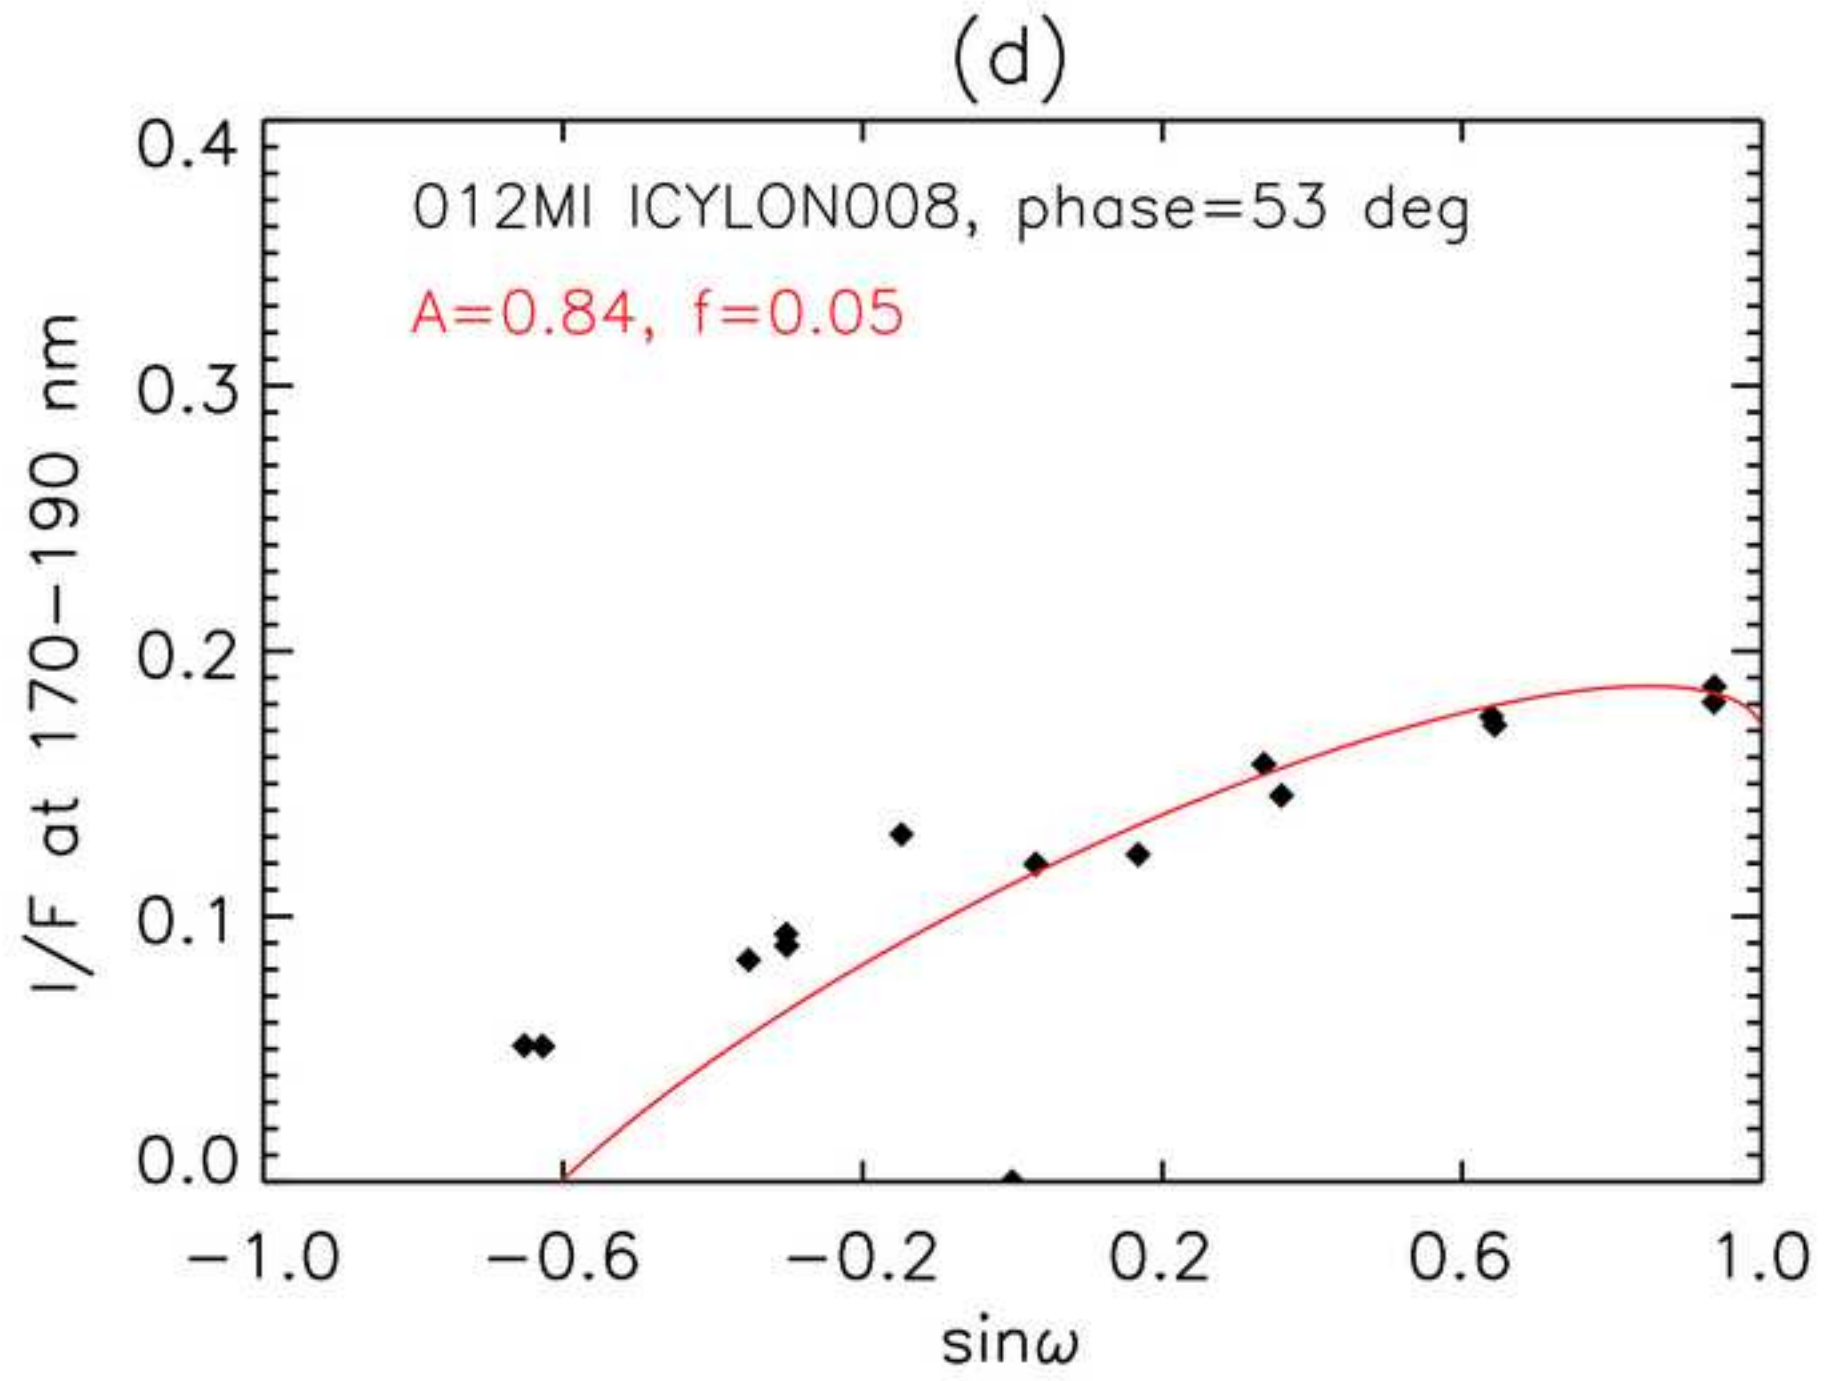 (d)
0.4
012MI ICYLON008, phase=53 deg
A=0.84, f=0.05
0.3
0.2
0.1
0.0
I/F at 170-190 nm
-1.0 -0.6 -0.2 0.2 0.6 1.0
sinω